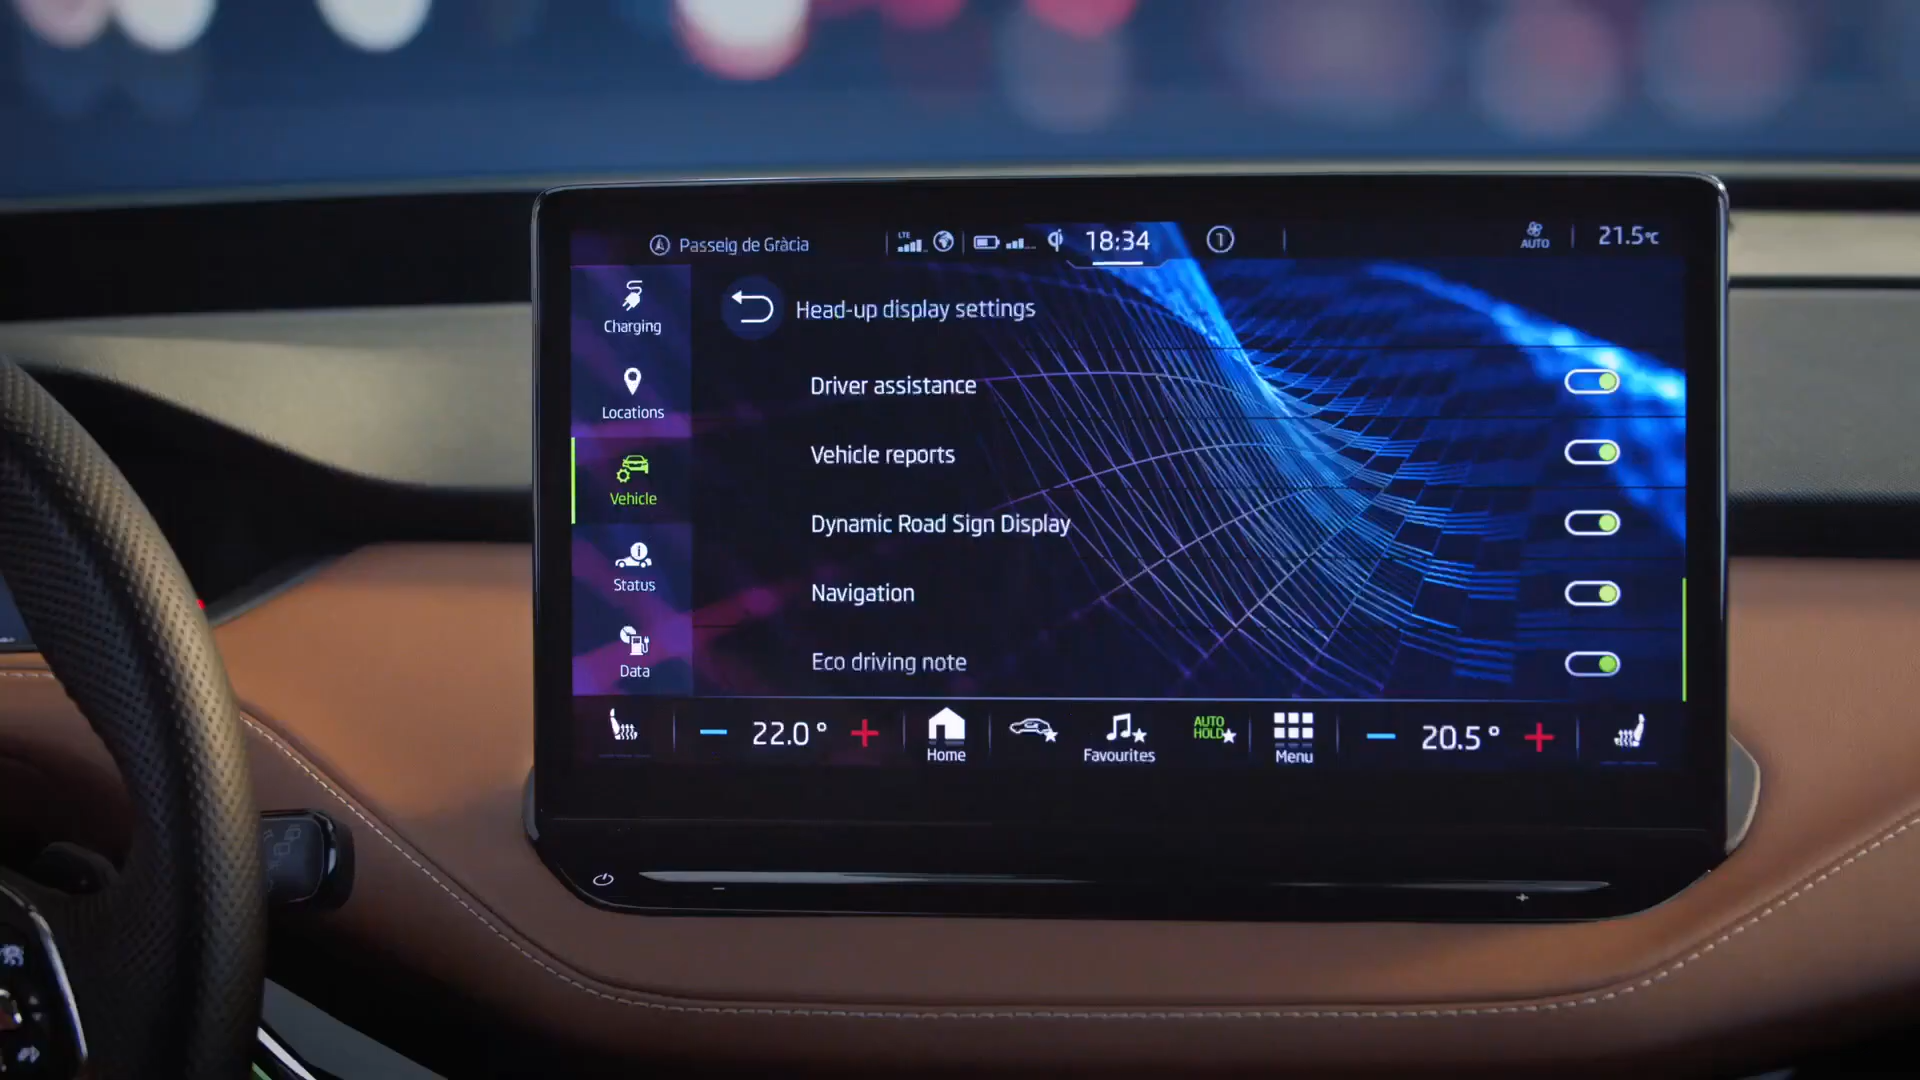 Passeig de Gràcia
LTE
18:34
1
AUTO
21.5°C
Charging
Head-up display settings
Driver assistance
Locations
Vehicle reports
Vehicle
Dynamic Road Sign Display
Status
Navigation
Data
Eco driving note
22.0°
Home
Favourites
AUTO
HOLD
Menu
20.5°